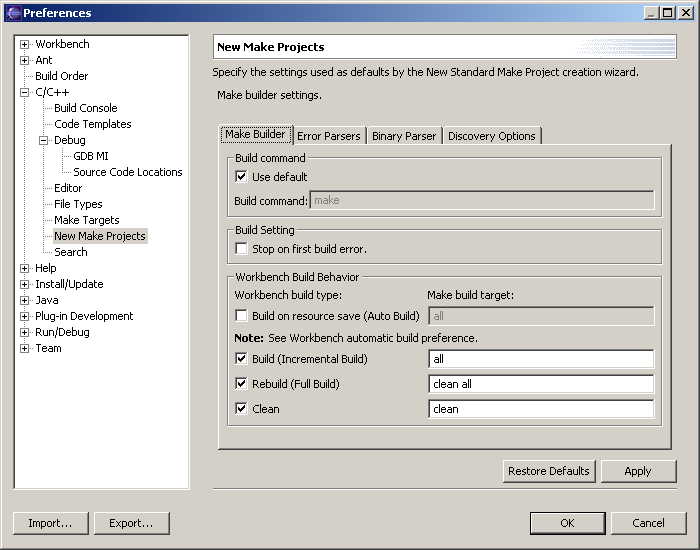 Preferences
Workbench
Ant
Build Order
C/C++
Build Console
Code Templates
Debug
GDB MI
Source Code Locations
Editor
File Types
Make Targets
New Make Projects
Search
Help
Install/Update
Java
Plug-in Development
Run/Debug
Team
New Make Projects
Specify the settings used as defaults by the New Standard Make Project creation wizard.
Make builder settings.
Make Builder Error Parsers Binary Parser Discovery Options
Build command
Use default
Build command: make
Build Setting
Stop on first build error.
Workbench Build Behavior
Workbench build type: Make build target:
Build on resource save (Auto Build) all
Note: See Workbench automatic build preference.
Build (Incremental Build) all
Rebuild (Full Build) clean all
Clean clean
Restore Defaults Apply
Import... Export... OK Cancel